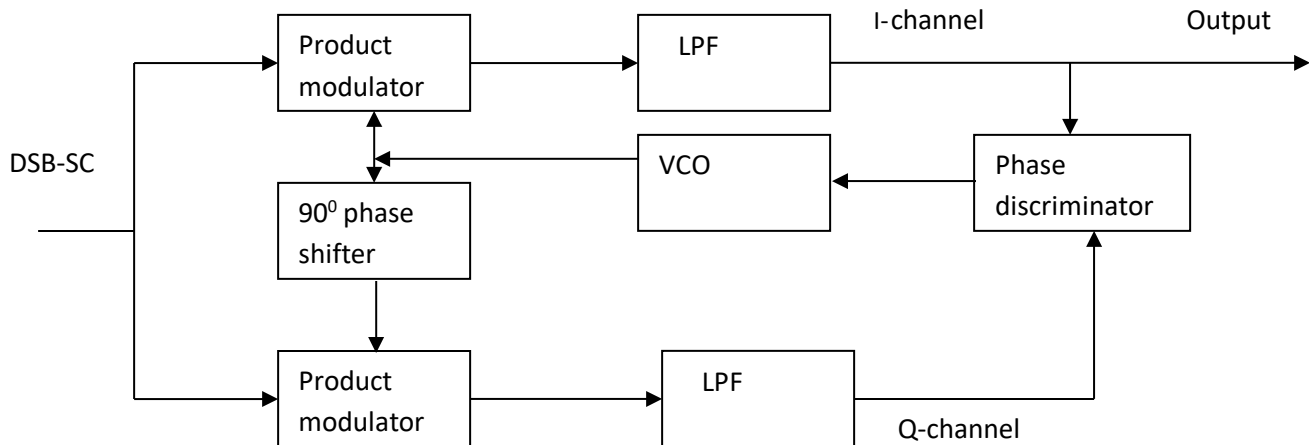 I-channel
Output
Product
modulator
LPF
DSB-SC
VCO
Phase
discriminator
90⁰ phase
shifter
Product
modulator
LPF
Q-channel